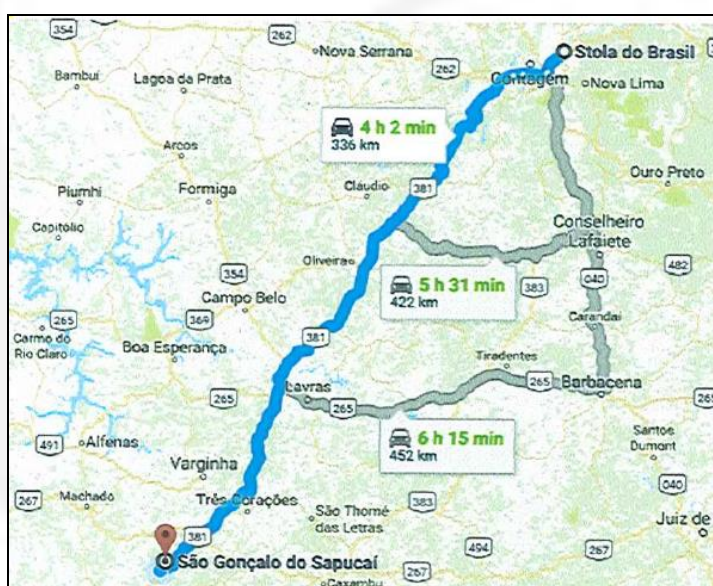 354
262
Nova Serrana
Stola do Brasil
Bambuí
Lagoa da Prata
262
Contagem
Nova Lima
4 h 2 min
336 km
Arcos
Ouro Preto
Piumhi
Formiga
Cláudio
381
Capitólio
Conselheiro
Lafaiete
Oliveira
482
354
5 h 31 min
422 km
383
040
Campo Belo
265
369
Carandaí
Carmo do
Rio Claro
Boa Esperança
381
Tiradentes
265
Lavras
265
265
Barbacena
265
491
Alfenas
6 h 15 min
452 km
Santos
Dumont
Varginha
267
Machado
Três Corações
São Thomé
das Letras
383
040
Juiz de
381
494
267
São Gonçalo do Sapucaí
Caxambu
267